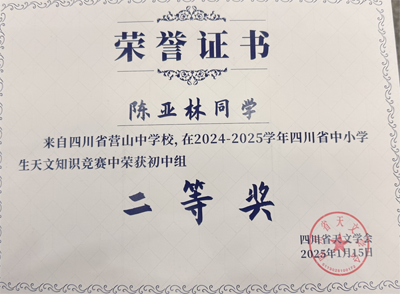 荣誉证书
陈亚林同学
来自四川省营山中学校,在2024-2025学年四川省中小学
生天文知识竞赛中荣获初中组
二等奖
四川省天文学会
2025年1月15日